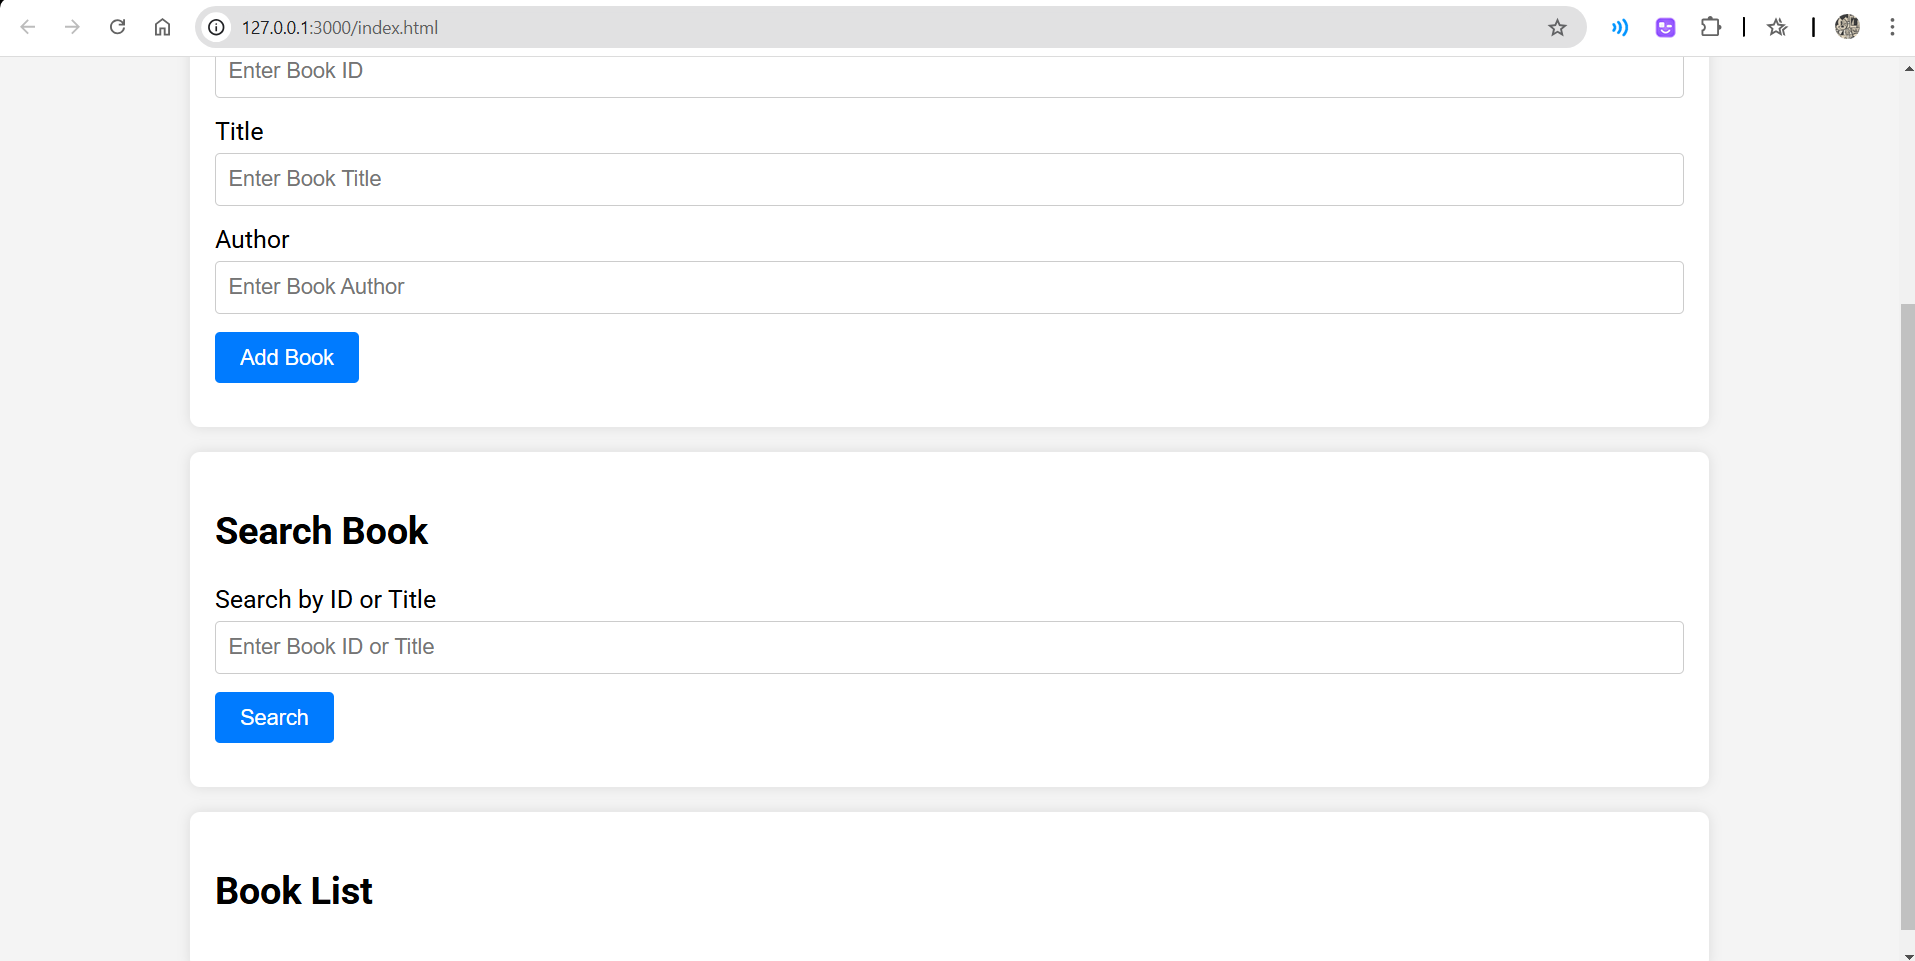 127.0.0.1:3000/index.html
Enter Book ID
Title
Enter Book Title
Author
Enter Book Author
Add Book
Search Book
Search by ID or Title
Enter Book ID or Title
Search
Book List